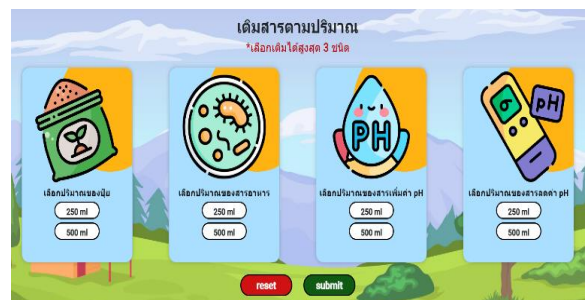 เติมสารตามปริมาณ
*เลือกเติมได้สูงสุด 3 ชนิด
PH
σ pH
เลือกปริมาณของปุ๋ย
250 ml
500 ml
เลือกปริมาณของสารอาหาร
250 ml
500 ml
เลือกปริมาณของสารเพิ่มค่า pH
250 ml
500 ml
เลือกปริมาณของสารลดค่า pH
250 ml
500 ml
reset submit